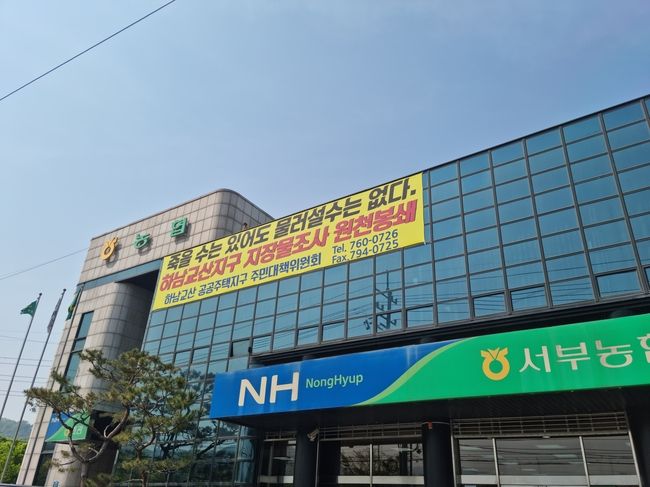 농협
죽을 수는 있어도 물러설수는 없다.
하남교산지구 지장물조사 원천봉쇄
하남교산 공공주택지구 주민대책위원회
Tel. 760-0726
Fax. 794-0725
NH NongHyup
서부농협